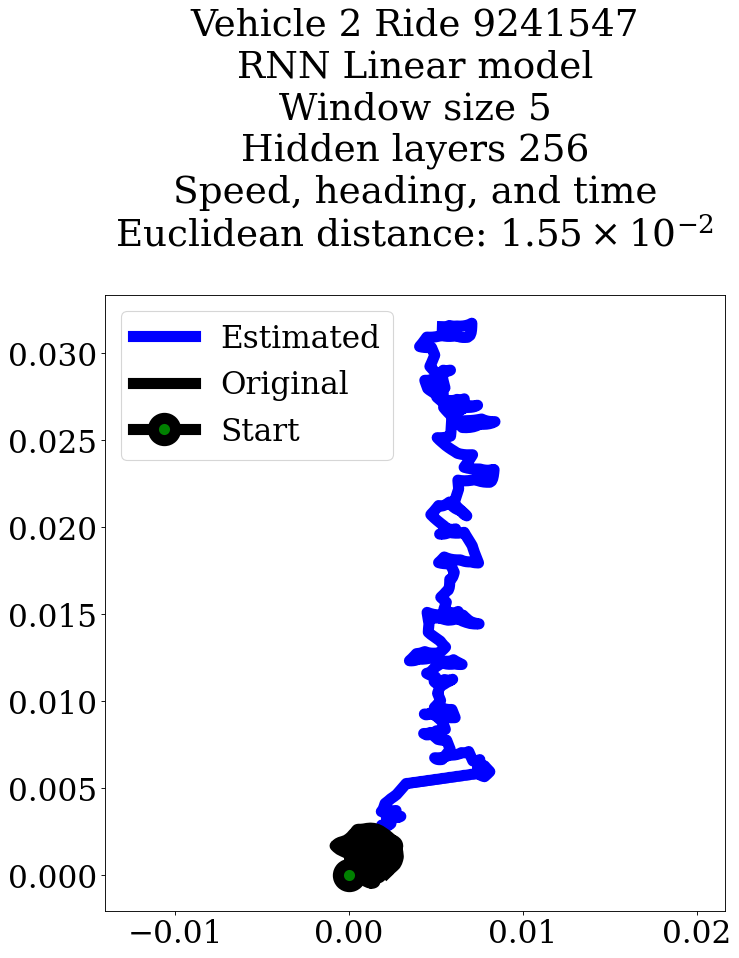 Vehicle 2 Ride 9241547
RNN Linear model
Window size 5
Hidden layers 256
Speed, heading, and time
Euclidean distance: 1.55 × 10⁻²
Estimated
Original
Start
0.030
0.025
0.020
0.015
0.010
0.005
0.000
−0.01 0.00 0.01 0.02